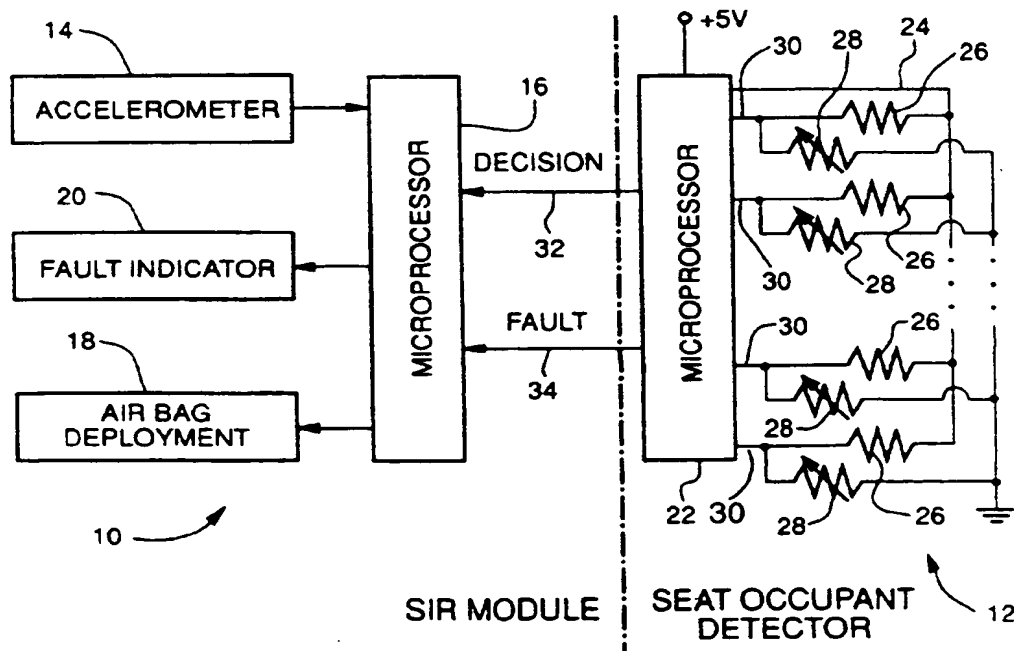 14
ACCELEROMETER
20
FAULT INDICATOR
18
AIR BAG
DEPLOYMENT
10
MICROPROCESSOR
16
DECISION
32
FAULT
34
SIR MODULE
+5V
MICROPROCESSOR
22
30
28
24
26
30
28
26
30
26
28
30
28
26
SEAT OCCUPANT
DETECTOR
12